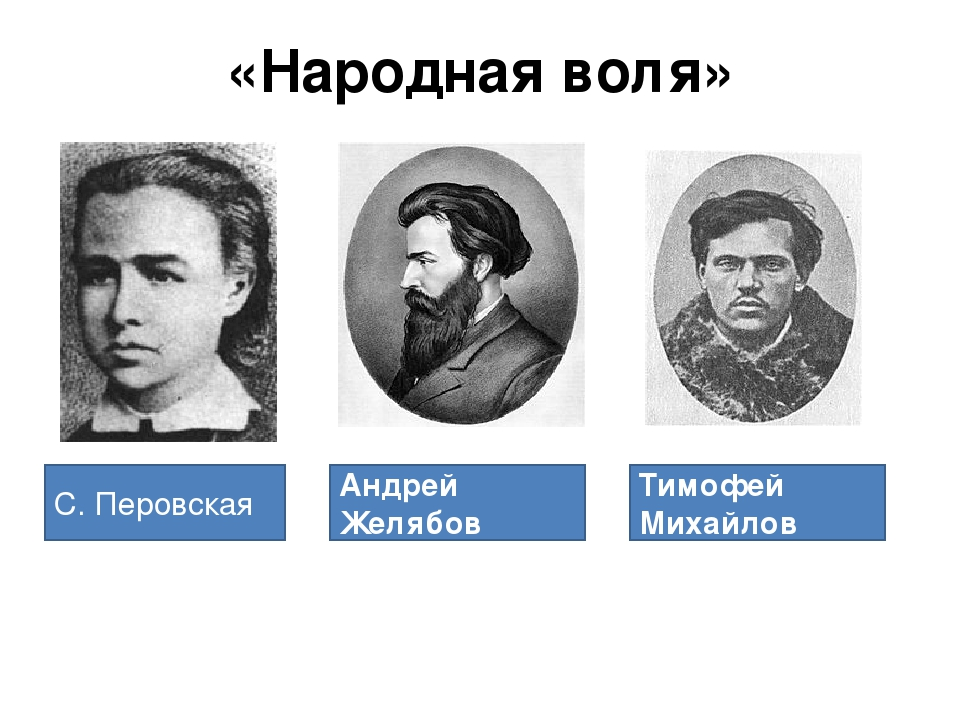 «Народная воля»
С. Перовская
Андрей
Желябов
Тимофей
Михайлов